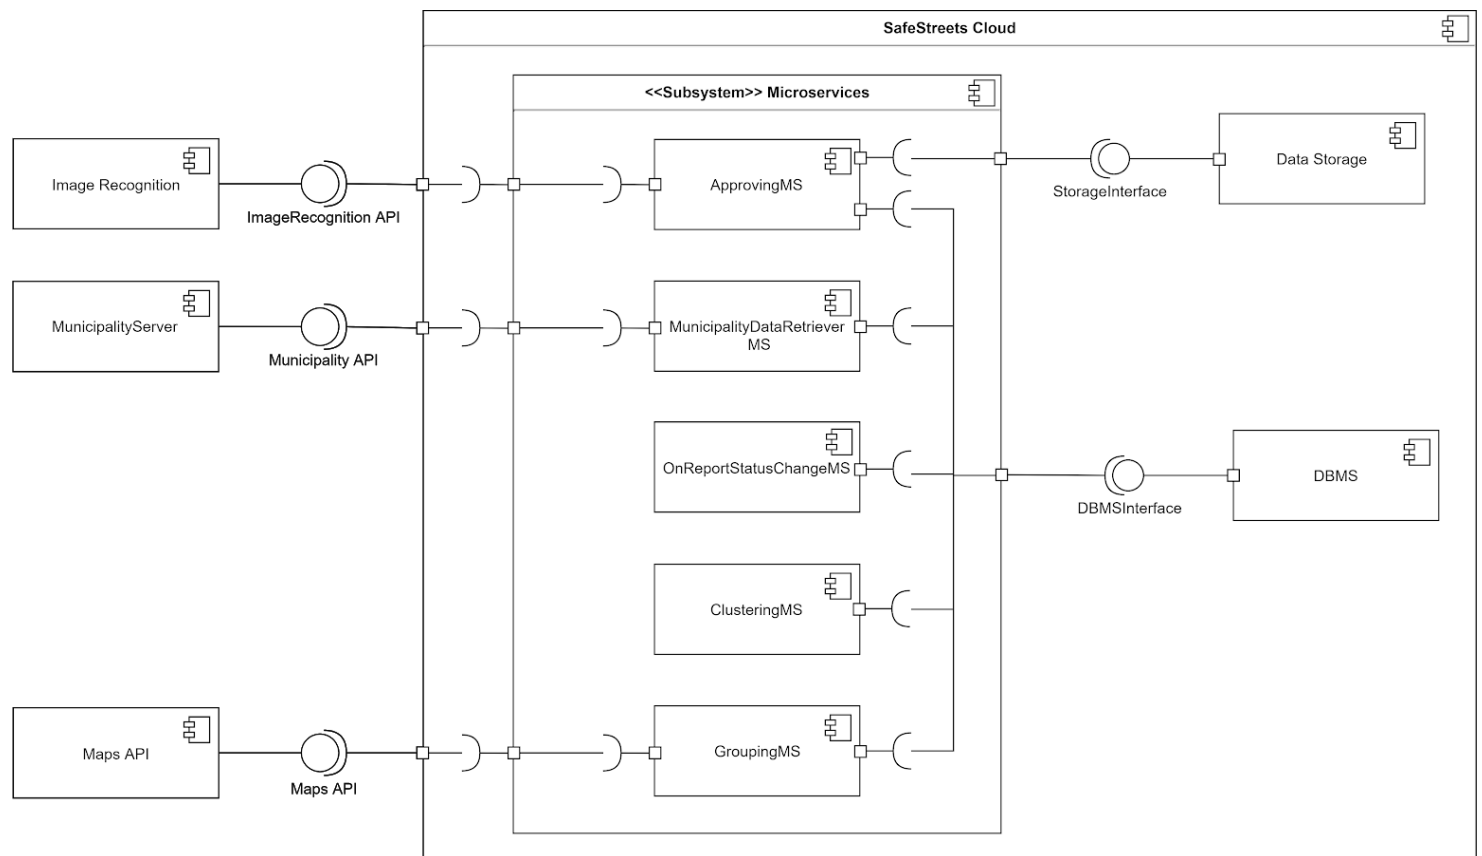 SafeStreets Cloud
<<Subsystem>> Microservices
Image Recognition
ImageRecognition API
ApprovingMS
StorageInterface
Data Storage
MunicipalityServer
Municipality API
MunicipalityDataRetriever
MS
OnReportStatusChangeMS
DBMSInterface
DBMS
ClusteringMS
Maps API
Maps API
GroupingMS